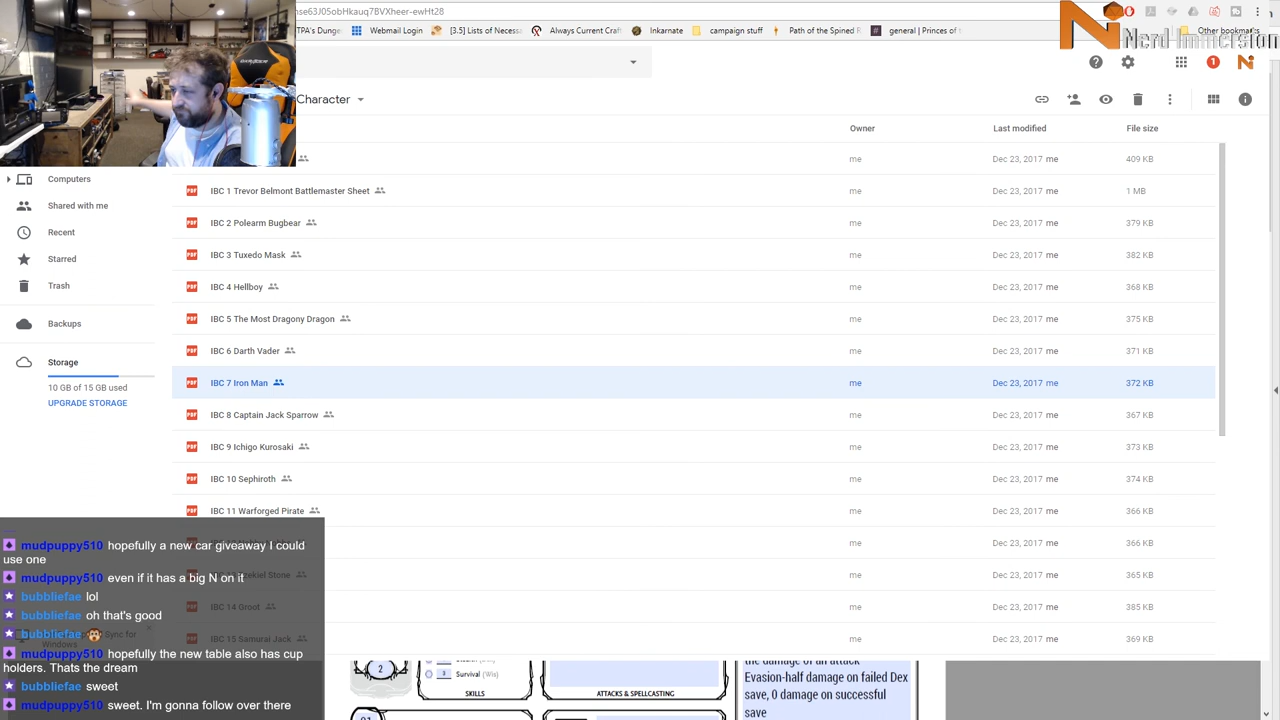 nse63J05obHkauq7BVXheer-ewHt28
TPA's Dunge
Webmail Login
[3.5] Lists of Necess
Always Current Craf
Inkarnate
campaign stuff
Path of the Spined R
general | Princes of t
Other bookmarks
Nerd Immersion
1
Character
Owner
Last modified
File size
me
Dec 23, 2017 me
409 KB
IBC 1 Trevor Belmont Battlemaster Sheet
me
Dec 23, 2017 me
1 MB
IBC 2 Polearm Bugbear
me
Dec 23, 2017 me
379 KB
IBC 3 Tuxedo Mask
me
Dec 23, 2017 me
382 KB
IBC 4 Hellboy
me
Dec 23, 2017 me
368 KB
IBC 5 The Most Dragony Dragon
me
Dec 23, 2017 me
375 KB
IBC 6 Darth Vader
me
Dec 23, 2017 me
371 KB
IBC 7 Iron Man
me
Dec 23, 2017 me
372 KB
IBC 8 Captain Jack Sparrow
me
Dec 23, 2017 me
367 KB
IBC 9 Ichigo Kurosaki
me
Dec 23, 2017 me
373 KB
IBC 10 Sephiroth
me
Dec 23, 2017 me
374 KB
IBC 11 Warforged Pirate
me
Dec 23, 2017 me
366 KB
me
Dec 23, 2017 me
366 KB
Ezekiel Stone
me
Dec 23, 2017 me
365 KB
IBC 14 Groot
me
Dec 23, 2017 me
385 KB
IBC 15 Samurai Jack
me
Dec 23, 2017 me
369 KB
Computers
Shared with me
Recent
Starred
Trash
Backups
Storage
10 GB of 15 GB used
UPGRADE STORAGE
Sync for
Windows
mudpuppy510 hopefully a new car giveaway I could
use one
mudpuppy510 even if it has a big N on it
bubbliefae lol
bubbliefae oh that's good
bubbliefae
mudpuppy510 hopefully the new table also has cup
holders. Thats the dream
bubbliefae sweet
mudpuppy510 sweet. I'm gonna follow over there
2
3 Survival (Wis)
SKILLS
ATTACKS & SPELLCASTING
the damage of an attack
Evasion-half damage on failed Dex
save, 0 damage on successful
save